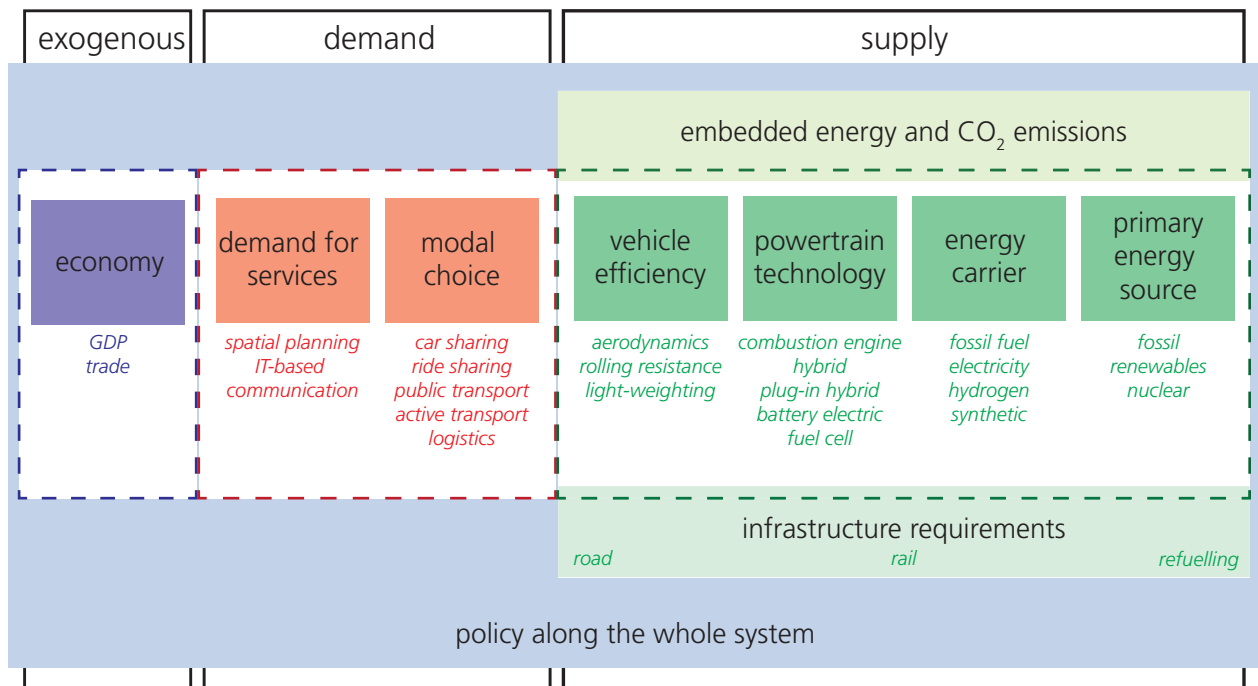 exogenous
demand
supply
embedded energy and CO₂ emissions
economy
GDP
trade
demand for
services
spatial planning
IT-based
communication
modal
choice
car sharing
ride sharing
public transport
active transport
logistics
vehicle
efficiency
aerodynamics
rolling resistance
light-weighting
powertrain
technology
combustion engine
hybrid
plug-in hybrid
battery electric
fuel cell
energy
carrier
fossil fuel
electricity
hydrogen
synthetic
primary
energy
source
fossil
renewables
nuclear
infrastructure requirements
road
rail
refuelling
policy along the whole system